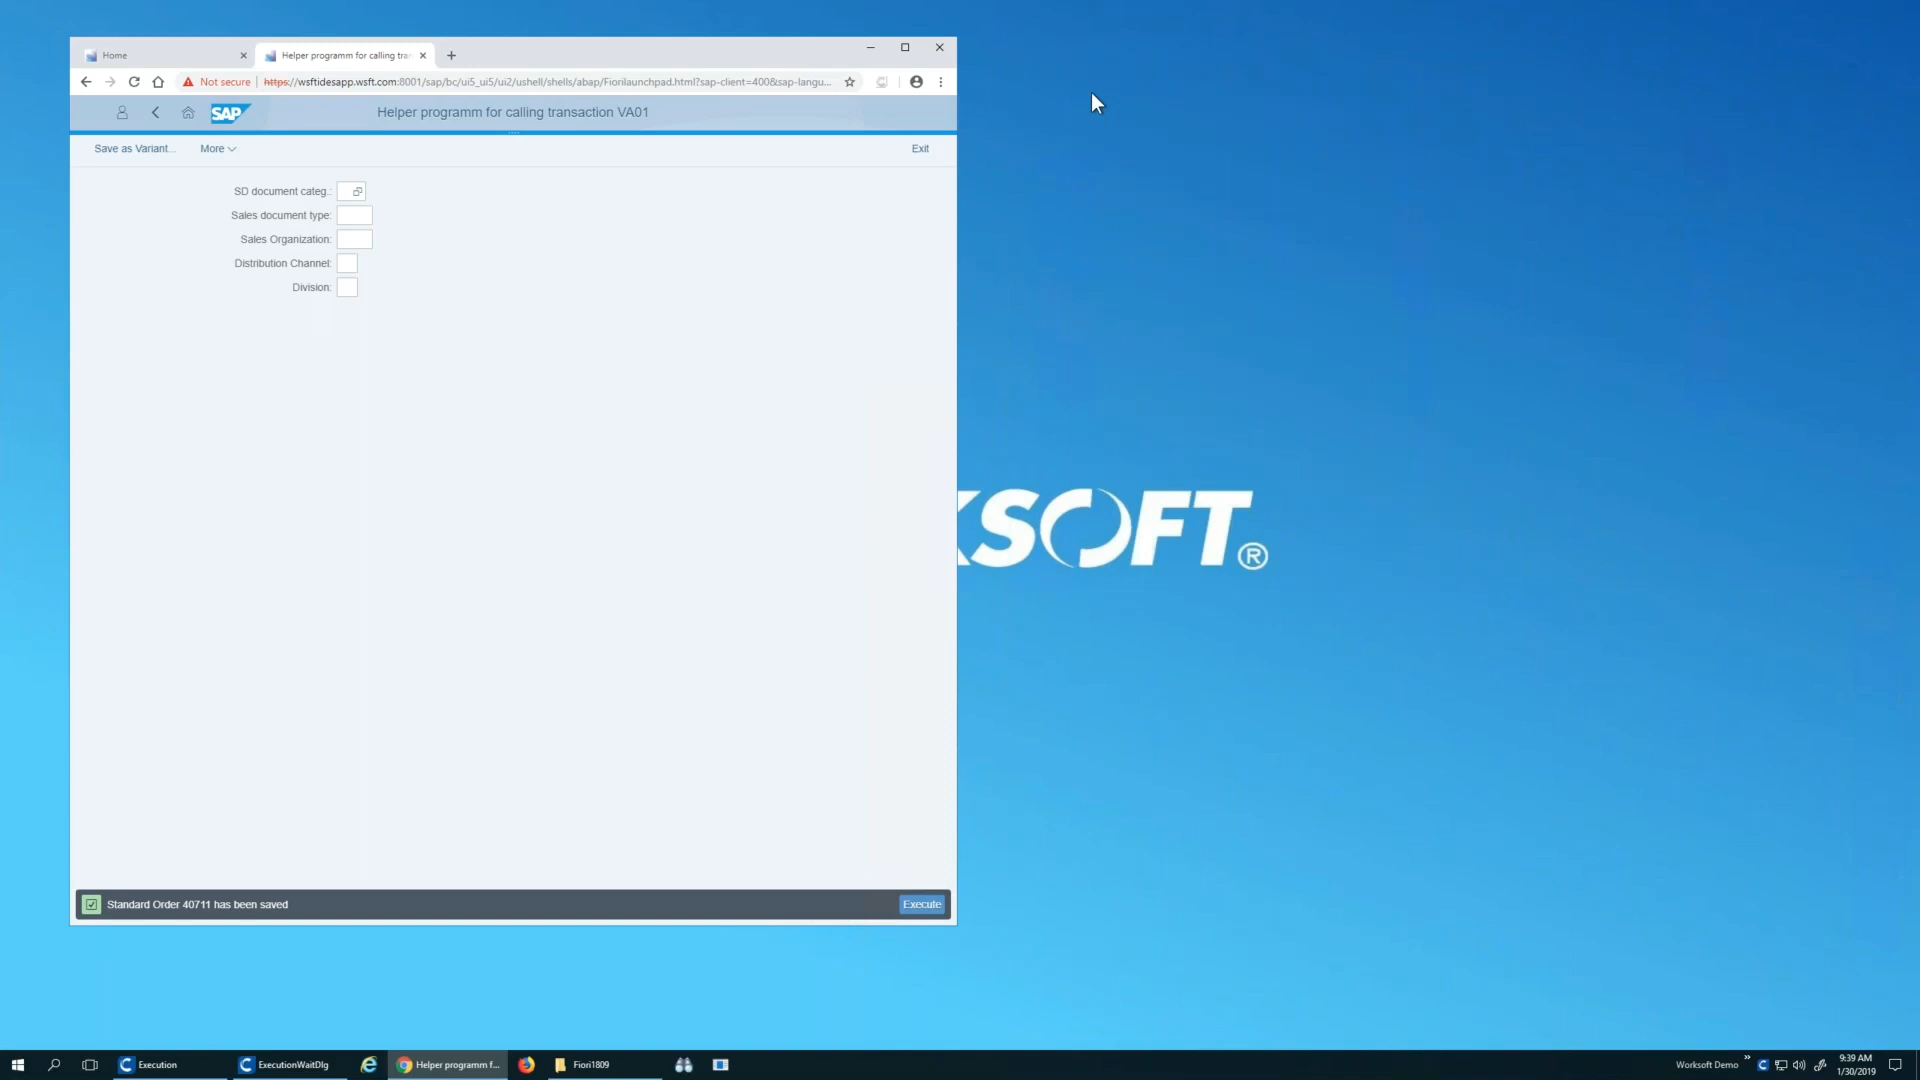 Home
Helper programm for calling tra
Not secure
https://wsftidesapp.wsft.com:8001/sap/bc/ui5_ui5/ui2/ushell/shells/abap/Fiorilaunchpad.html?sap-client=400&sap-langu...
SAP
Helper programm for calling transaction VA01
Save as Variant...
More
Exit
SD document categ.:
Sales document type:
Sales Organization:
Distribution Channel:
Division:
KSOFT®
Standard Order 40711 has been saved
Execute
Execution
ExecutionWaitDlg
Helper programm f...
Fiori1809
Worksoft Demo
9:39 AM
1/30/2019